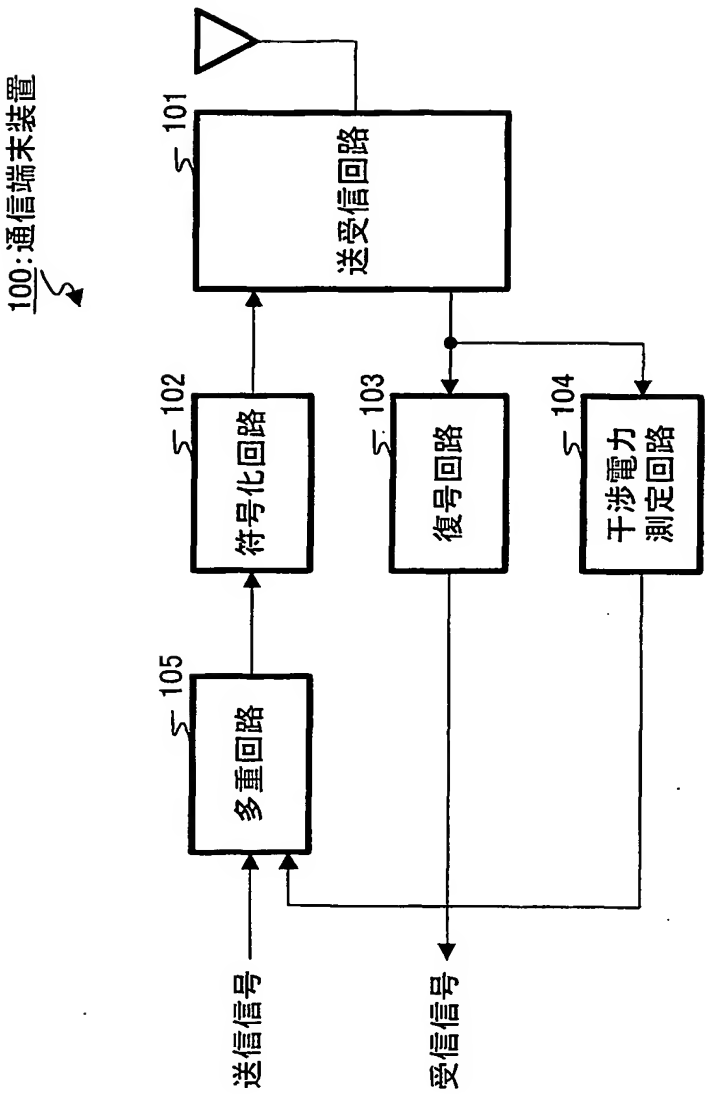 100:通信端末装置
101
送受信回路
102
符号化回路
103
復号回路
104
干渉電力
測定回路
105
多重回路
送信信号
受信信号